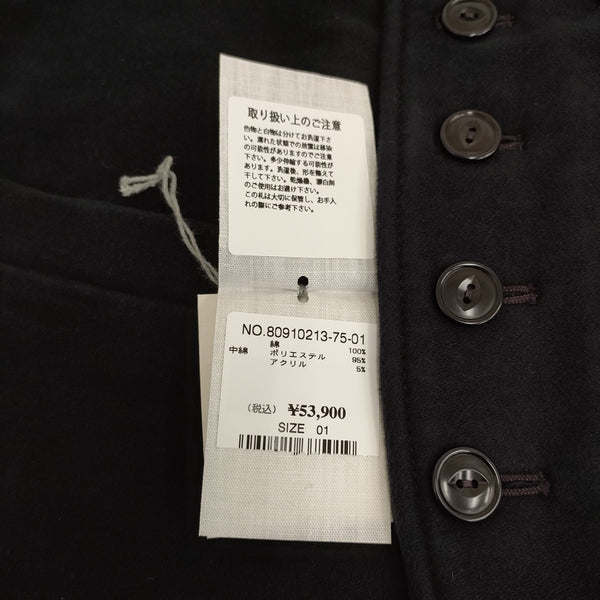 取り扱い上のご注意
色物と白物は分けてお洗濯下さ
い。濡れた状態での放置は移染
の可能性がありますのでご注意
下さい。多少伸縮する可能性が
あります。洗濯後、形を整えて
干して下さい。乾燥機、漂白剤
のご使用はお避け下さい。
この札は大切に保管し、お手入
れの際にご参考下さい。
NO.80910213-75-01
綿 100%
中綿 ポリエステル 95%
アクリル 5%
(税込) ¥53,900
SIZE 01